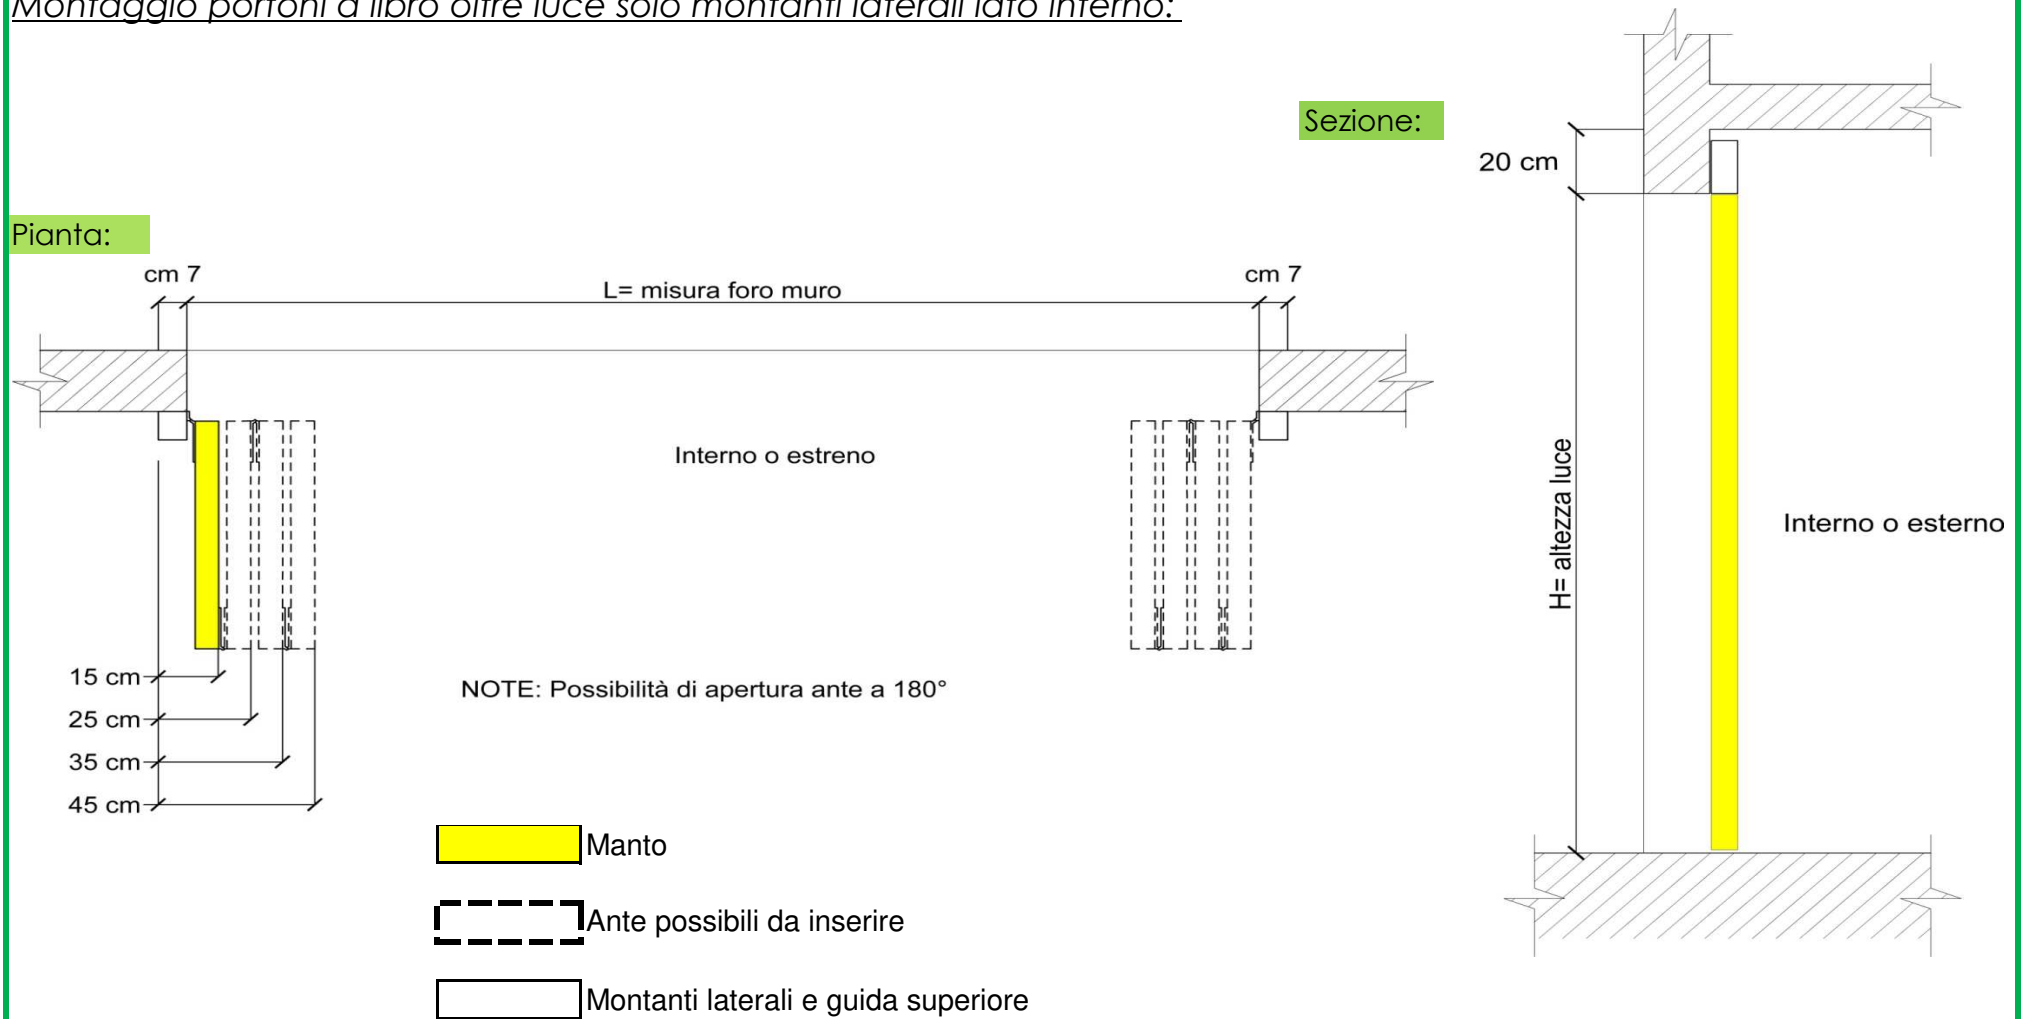 Montaggio portoni a libro oltre luce solo montanti laterali lato interno:
Sezione:
20 cm
Pianta:
cm 7
L= misura foro muro
cm 7
Interno o estreno
H= altezza luce
Interno o esterno
15 cm
NOTE: Possibilità di apertura ante a 180°
25 cm
35 cm
45 cm
Manto
Ante possibili da inserire
Montanti laterali e guida superiore